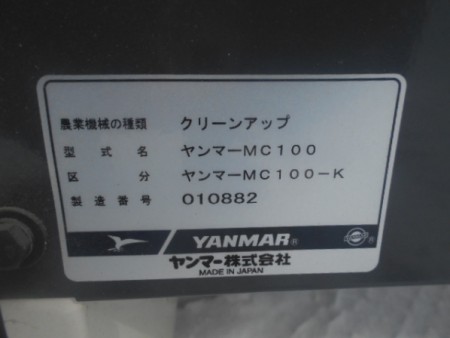 農業機械の種類 クリーンアップ
型式名 ヤンマーMC100
区分 ヤンマーMC100-K
製造番号 010882
YANMAR®
ヤンマー株式会社
MADE IN JAPAN